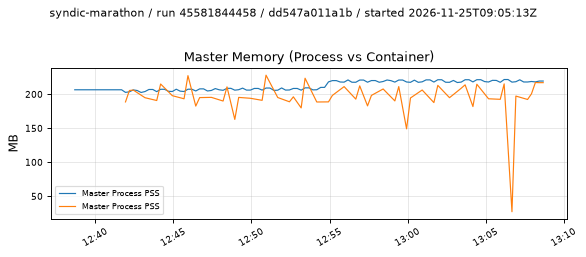 syndic-marathon / run 45581844458 / dd547a011a1b / started 2026-11-25T09:05:13Z
Master Memory (Process vs Container)
MB
200
150
100
50
Master Process PSS
Master Process PSS
12:40
12:45
12:50
12:55
13:00
13:05
13:10